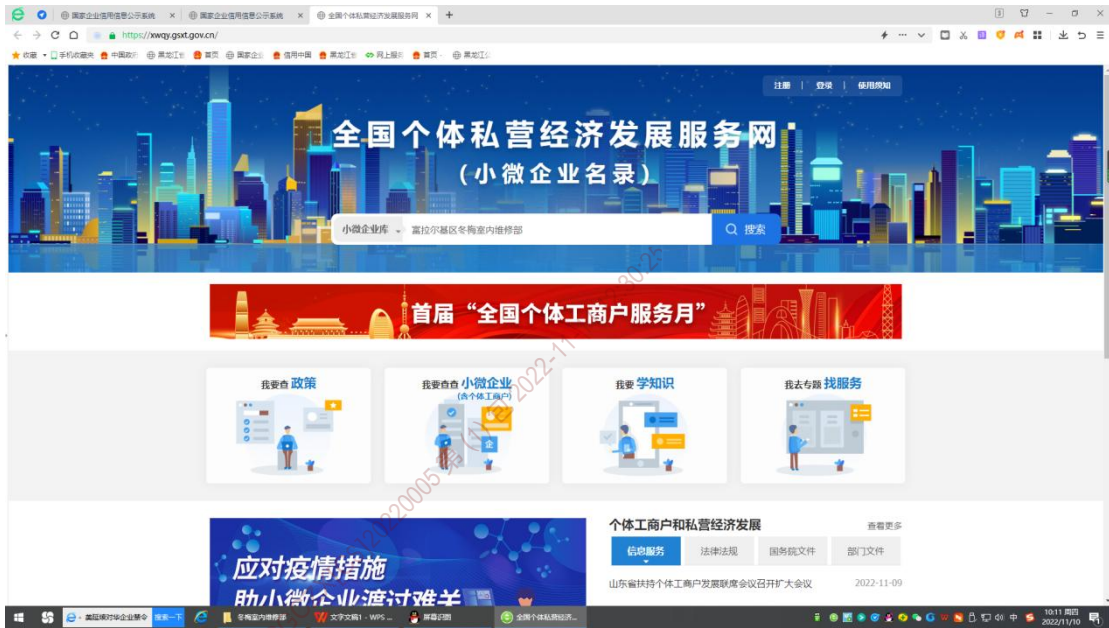 国家企业信用信息公示系统
国家企业信用信息公示系统
全国个体私营经济发展服务网
https://xwqy.gsxt.gov.cn/
收藏
手机收藏夹
首页
国家企业
信用中国
首页
注册 | 登录 | 使用须知
全国个体私营经济发展服务网
(小微企业名录)
小微企业库
富拉尔基区冬梅室内维修部
搜索
首届“全国个体工商户服务月”
我要查 政策
我要查查 小微企业
(含个体工商户)
我要 学知识
我去专题 找服务
企
应对疫情措施
助小微企业渡过难关
个体工商户和私营经济发展
查看更多
信息服务
法律法规
国务院文件
部门文件
山东省扶持个体工商户发展联席会议召开扩大会议
2022-11-09
搜索一下
冬梅室内维修部
文字文稿1 - WPS ...
屏幕识图
全国个体私营经济...
中
10:11 周四
2022/11/10